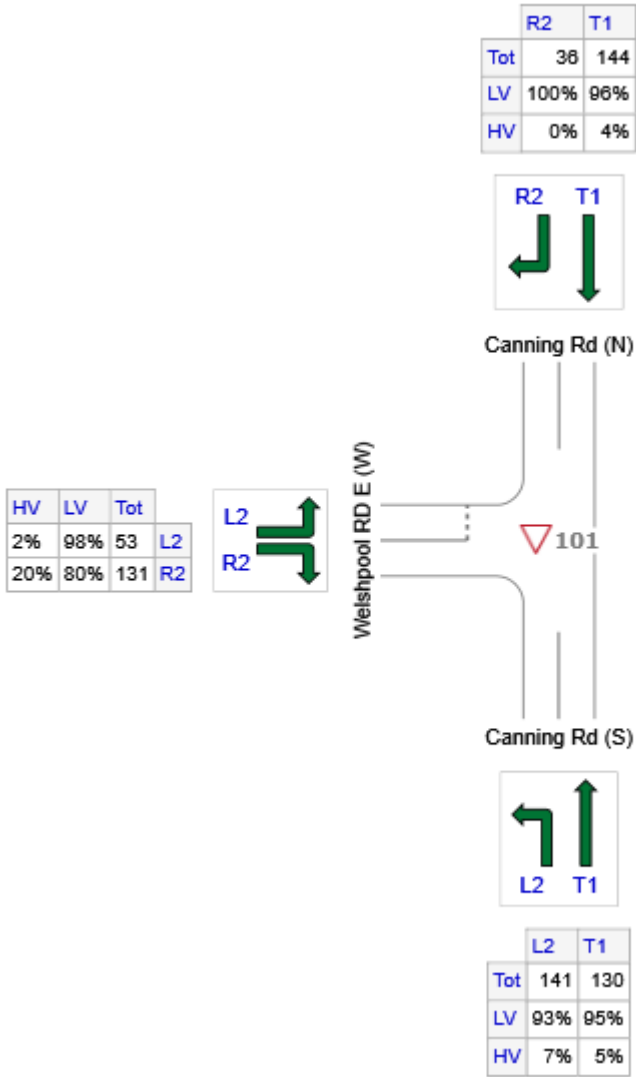 R2 T1
Tot 36 144
LV 100% 96%
HV 0% 4%
R2 T1
Canning Rd (N)
Welshpool RD E (W)
HV LV Tot
2% 98% 53 L2
20% 80% 131 R2
L2
R2
101
Canning Rd (S)
L2 T1
L2 T1
Tot 141 130
LV 93% 95%
HV 7% 5%